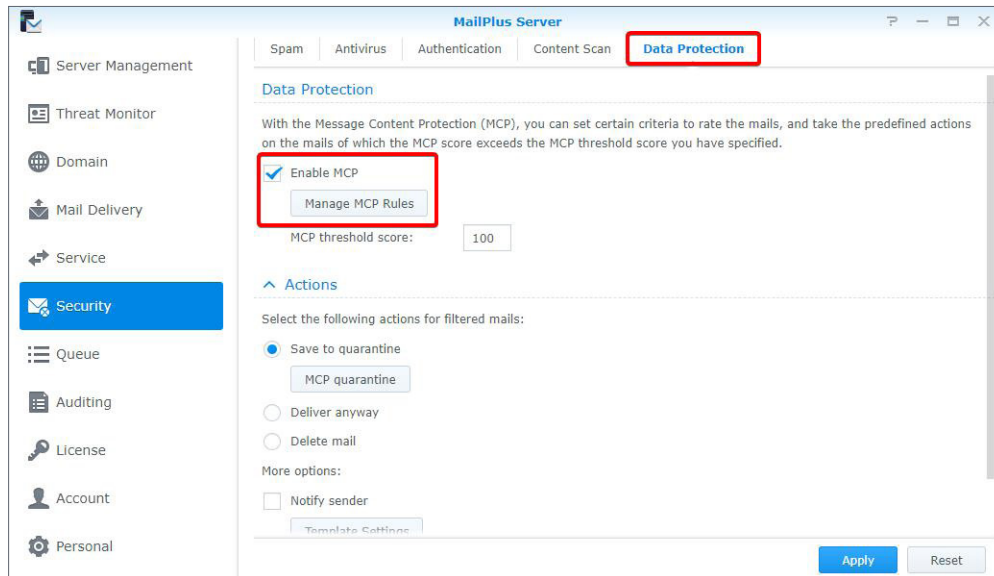 MailPlus Server
Server Management
Threat Monitor
Domain
Mail Delivery
Service
Security
Queue
Auditing
License
Account
Personal
Spam
Antivirus
Authentication
Content Scan
Data Protection
Data Protection
With the Message Content Protection (MCP), you can set certain criteria to rate the mails, and take the predefined actions
on the mails of which the MCP score exceeds the MCP threshold score you have specified.
Enable MCP
Manage MCP Rules
MCP threshold score: 100
Actions
Select the following actions for filtered mails:
Save to quarantine
MCP quarantine
Deliver anyway
Delete mail
More options:
Notify sender
Template Settings
Apply
Reset